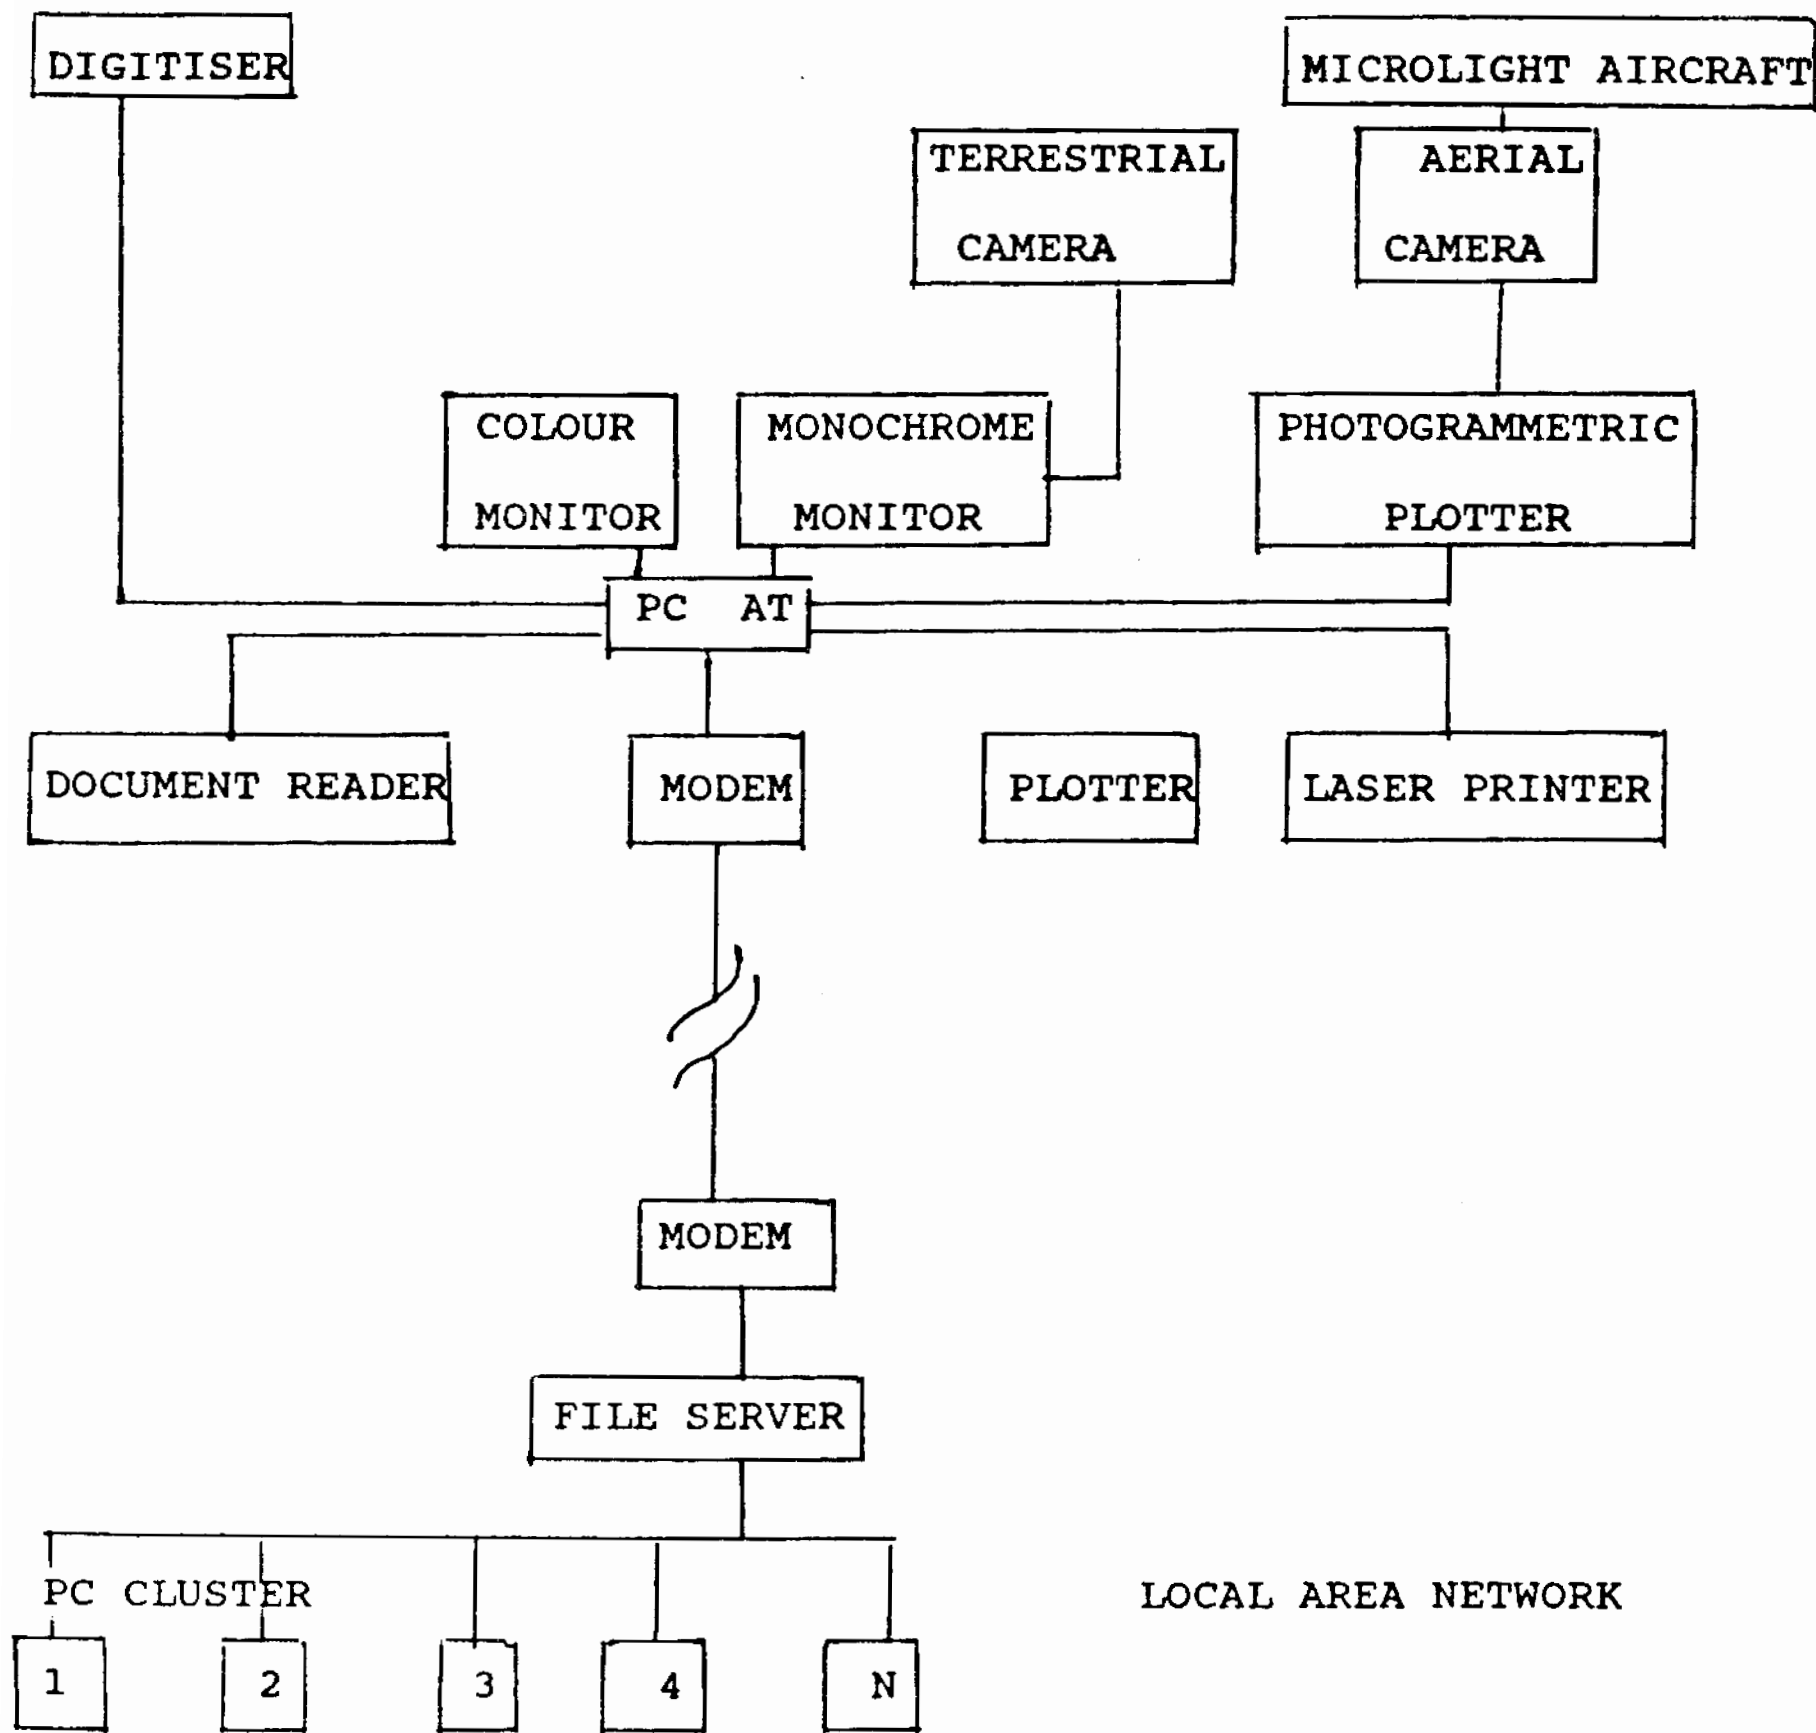 DIGITISER
MICROLIGHT AIRCRAFT
TERRESTRIAL
CAMERA
AERIAL
CAMERA
COLOUR
MONITOR
MONOCHROME
MONITOR
PHOTOGRAMMETRIC
PLOTTER
PC AT
DOCUMENT READER
MODEM
PLOTTER
LASER PRINTER
MODEM
FILE SERVER
PC CLUSTER
LOCAL AREA NETWORK
1
2
3
4
N